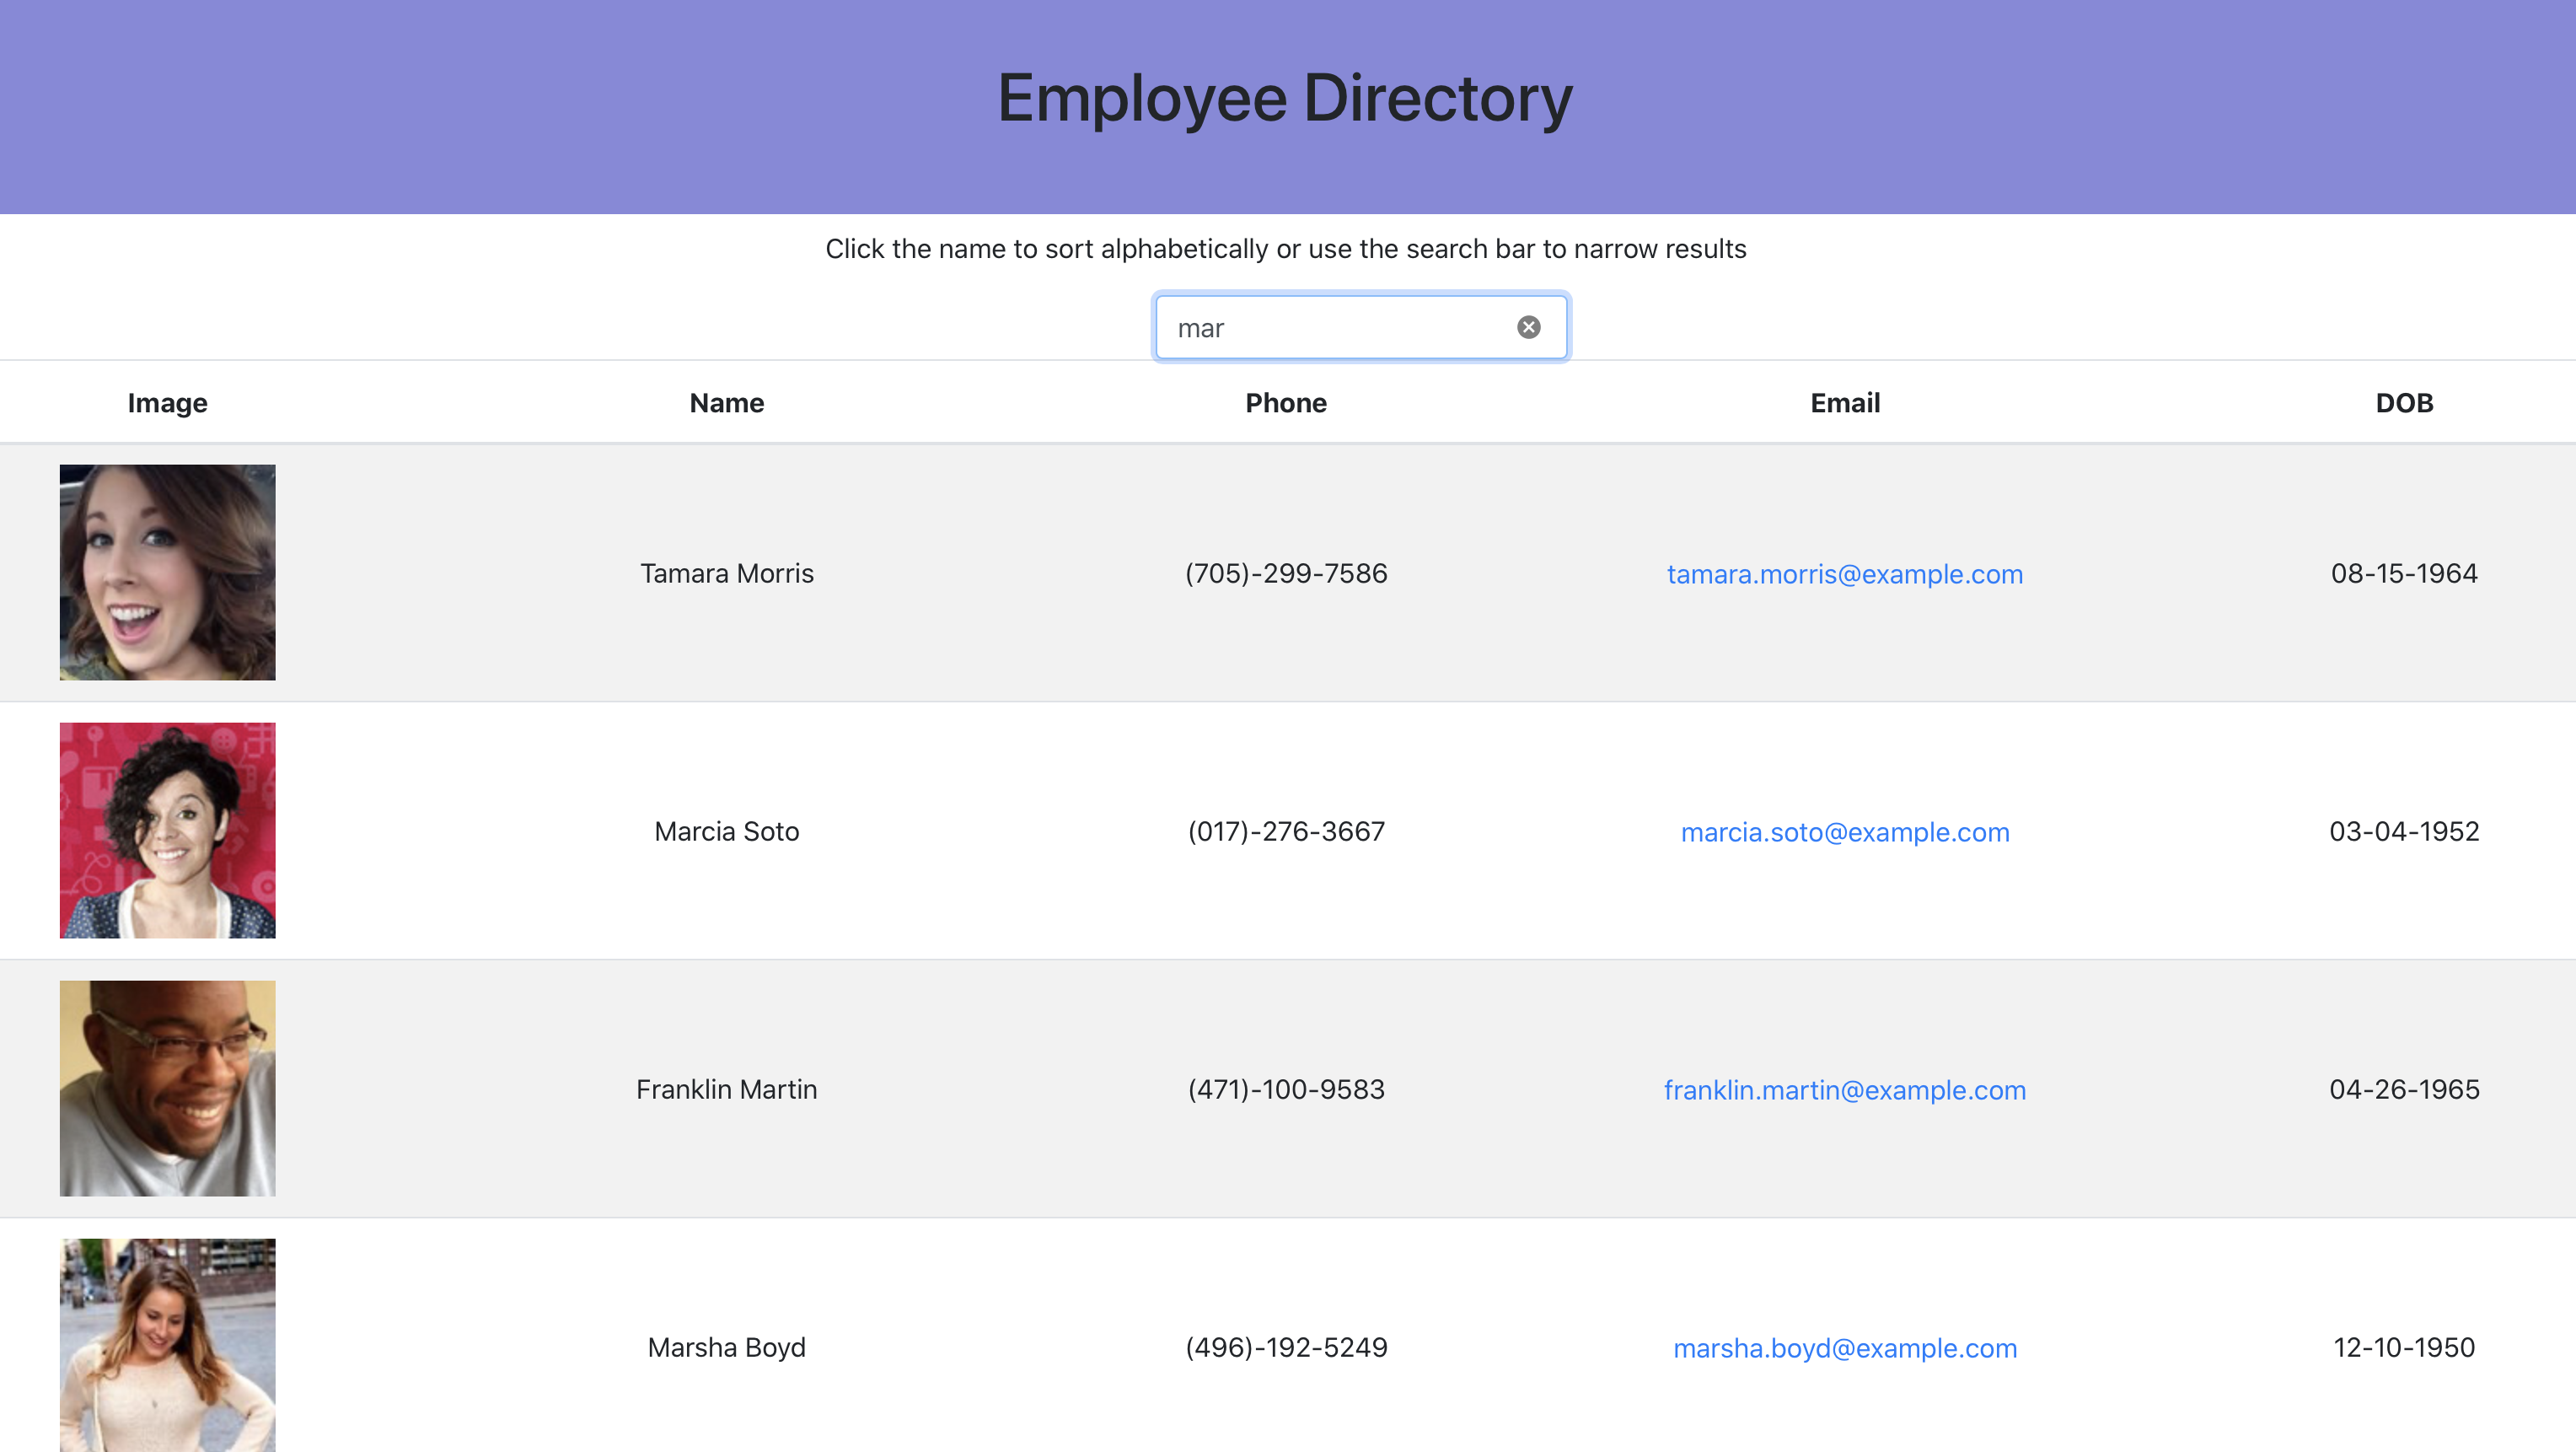 Employee Directory
Click the name to sort alphabetically or use the search bar to narrow results
mar
Image Name Phone Email DOB
Tamara Morris (705)-299-7586 tamara.morris@example.com 08-15-1964
Marcia Soto (017)-276-3667 marcia.soto@example.com 03-04-1952
Franklin Martin (471)-100-9583 franklin.martin@example.com 04-26-1965
Marsha Boyd (496)-192-5249 marsha.boyd@example.com 12-10-1950